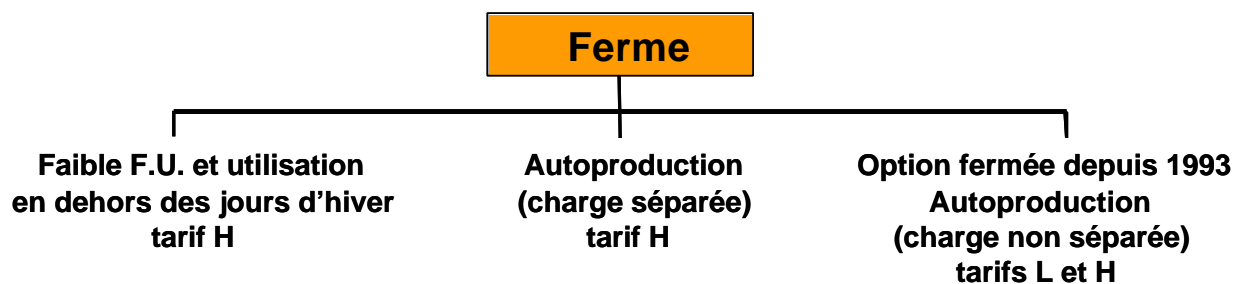 Ferme
Faible F.U. et utilisation
en dehors des jours d’hiver
tarif H
Autoproduction
(charge séparée)
tarif H
Option fermée depuis 1993
Autoproduction
(charge non séparée)
tarifs L et H